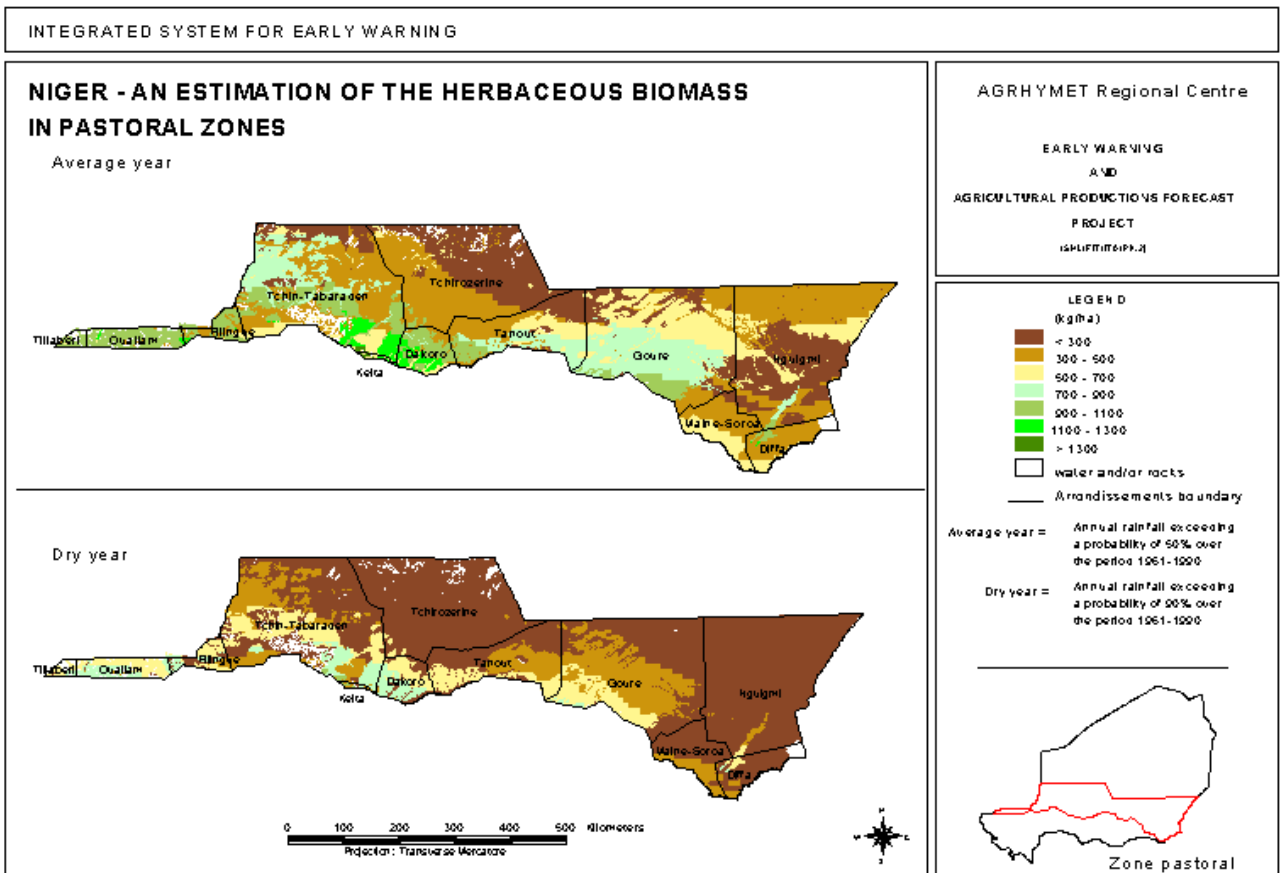 INTEGRATED SYSTEM FOR EARLY WARNING
NIGER - AN ESTIMATION OF THE HERBACEOUS BIOMASS
IN PASTORAL ZONES
Average year
Tchirozerine
Tchin-Tabaraden
Tillaberi
Ouallam
Filingue
Tanout
Dakoro
Goure
Nguigmi
Keita
Maine-Soroa
Diffa
Dry year
Tchirozerine
Tchin-Tabaraden
Tillaberi
Ouallam
Filingue
Tanout
Dakoro
Goure
Nguigmi
Keita
Maine-Soroa
Diffa
0 100 200 300 400 500 Kilometers
Projection: Transverse Mercatore
N
W E
S
AGRHYMET Regional Centre
EARLY WARNING
AND
AGRICULTURAL PRODUCTIONS FORECAST
PROJECT
LEGEND
(kg/ha)
< 300
300 - 500
500 - 700
700 - 900
900 - 1100
1100 - 1300
> 1300
water and/or rocks
Arrondissements boundary
Average year = Annual rainfall exceeding
a probability of 50% over
the period 1961-1990
Dry year = Annual rainfall exceeding
a probability of 90% over
the period 1961-1990
Zone pastoral